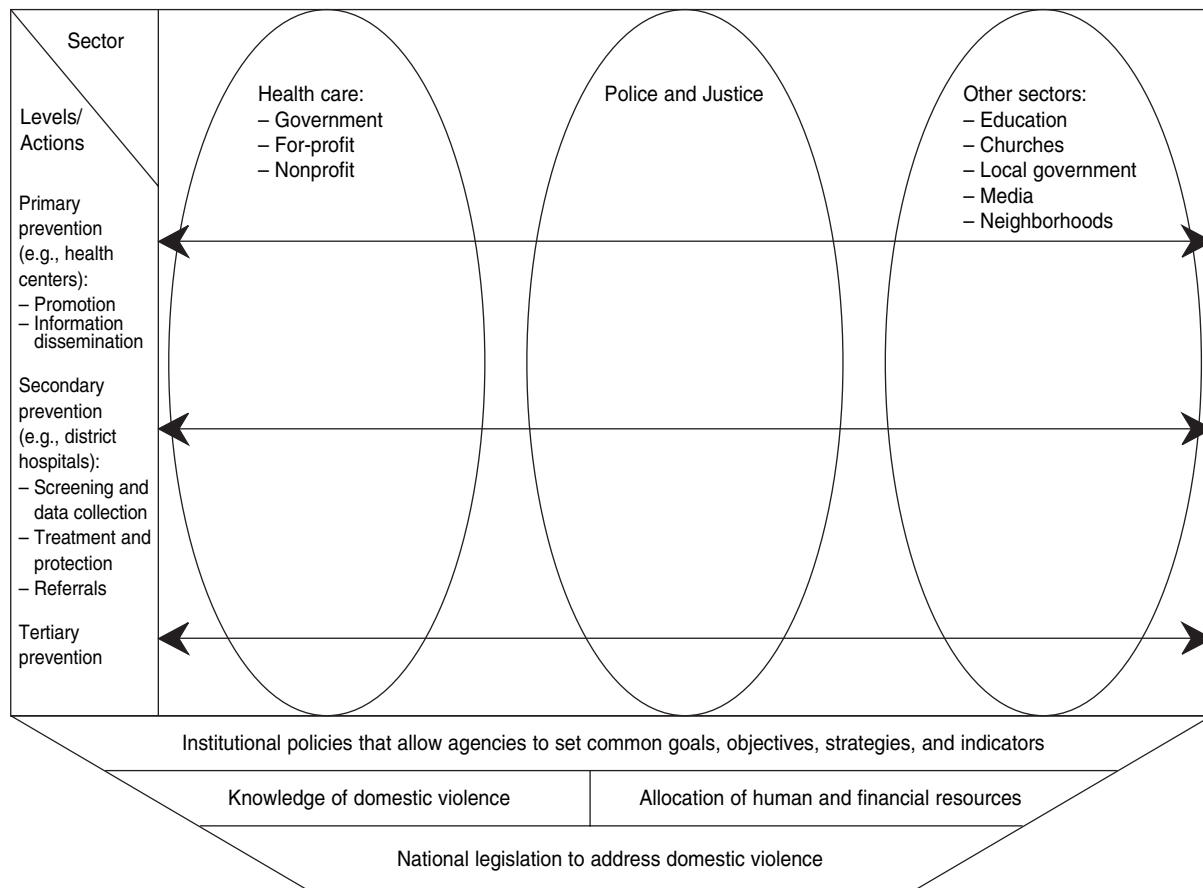 Sector
Levels/
Actions
Health care:
– Government
– For-profit
– Nonprofit
Police and Justice
Other sectors:
– Education
– Churches
– Local government
– Media
– Neighborhoods
Primary
prevention
(e.g., health
centers):
– Promotion
– Information
dissemination
Secondary
prevention
(e.g., district
hospitals):
– Screening and
data collection
– Treatment and
protection
– Referrals
Tertiary
prevention
Institutional policies that allow agencies to set common goals, objectives, strategies, and indicators
Knowledge of domestic violence
Allocation of human and financial resources
National legislation to address domestic violence